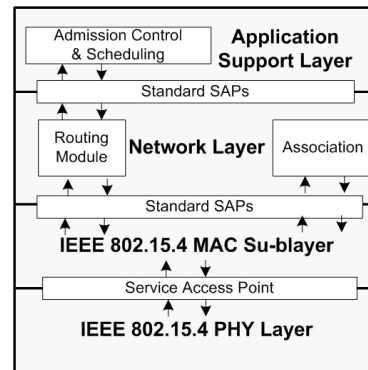 Admission Control
& Scheduling
Application
Support Layer
Standard SAPs
Routing
Module
Network Layer
Association
Standard SAPs
IEEE 802.15.4 MAC Su-blayer
Service Access Point
IEEE 802.15.4 PHY Layer